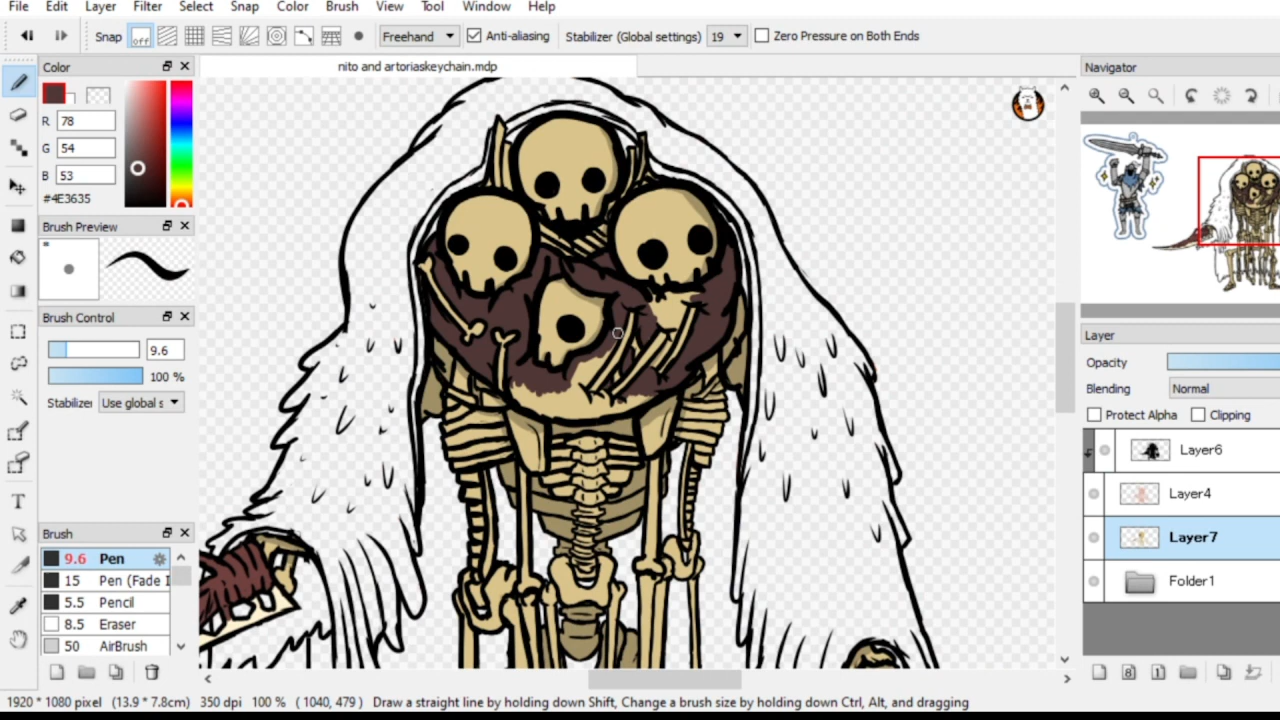 File Edit Layer Filter Select Snap Color Brush View Tool Window Help
Snap off Freehand Anti-aliasing Stabilizer (Global settings) 19 Zero Pressure on Both Ends
Color
nito and artoriaskeychain.mdp
Navigator
R 78
G 54
B 53
#4E3635
Brush Preview
Brush Control
9.6
100 %
Stabilizer Use global s
Layer
Opacity
Blending Normal
Protect Alpha Clipping
Layer6
Layer4
Layer7
Folder1
Brush
9.6 Pen
15 Pen (Fade I
5.5 Pencil
8.5 Eraser
50 AirBrush
1920 * 1080 pixel (13.9 * 7.8cm) 350 dpi 100 % ( 1040, 479 ) Draw a straight line by holding down Shift, Change a brush size by holding down Ctrl, Alt, and dragging